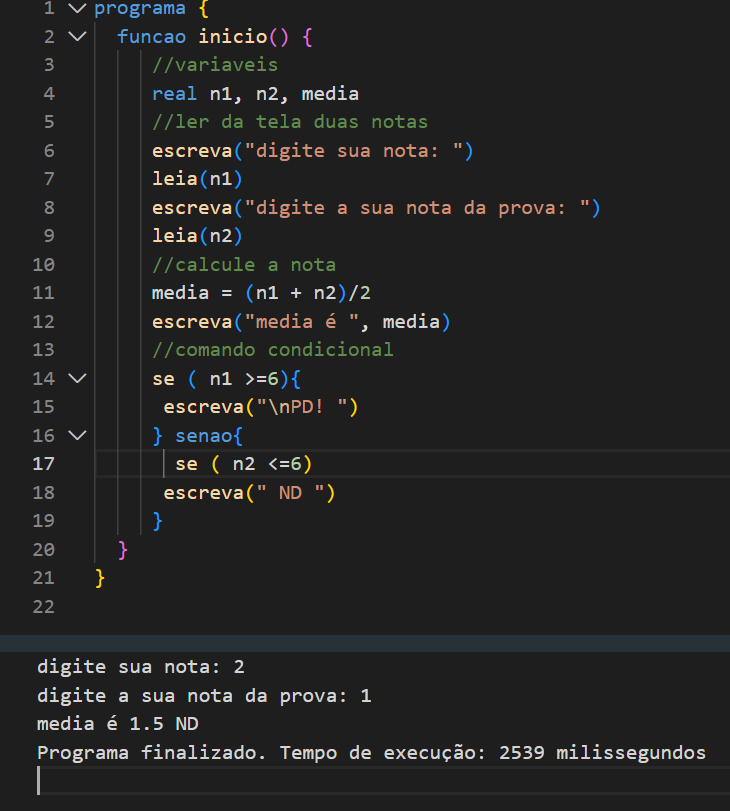 1 programa {
2 funcao inicio() {
3 //variaveis
4 real n1, n2, media
5 //ler da tela duas notas
6 escreva("digite sua nota: ")
7 leia(n1)
8 escreva("digite a sua nota da prova: ")
9 leia(n2)
10 //calcule a nota
11 media = (n1 + n2)/2
12 escreva("media é ", media)
13 //comando condicional
14 se ( n1 >=6){
15 escreva("\nPD! ")
16 } senao{
17 se ( n2 <=6)
18 escreva(" ND ")
19 }
20 }
21 }
22
digite sua nota: 2
digite a sua nota da prova: 1
media é 1.5 ND
Programa finalizado. Tempo de execução: 2539 milissegundos